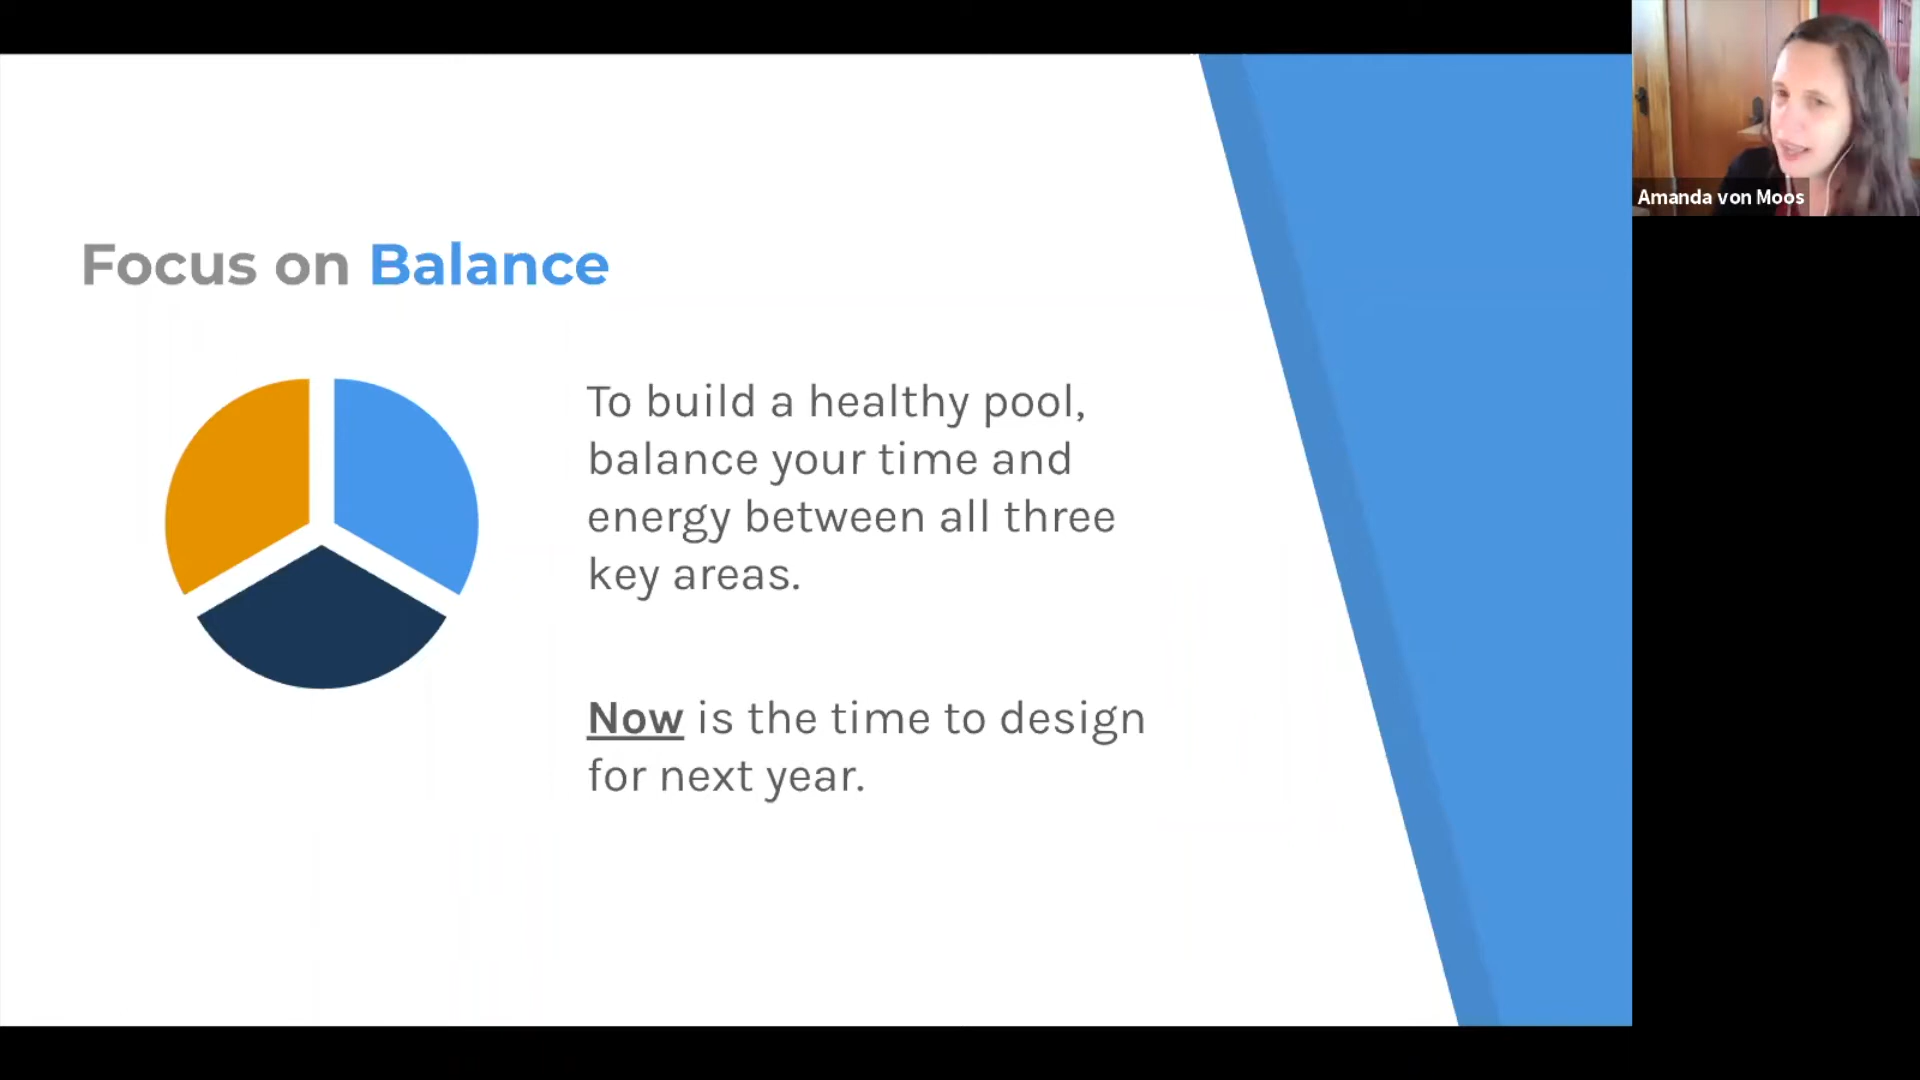 Focus on Balance
To build a healthy pool,
balance your time and
energy between all three
key areas.
Now is the time to design
for next year.
Amanda von Moos